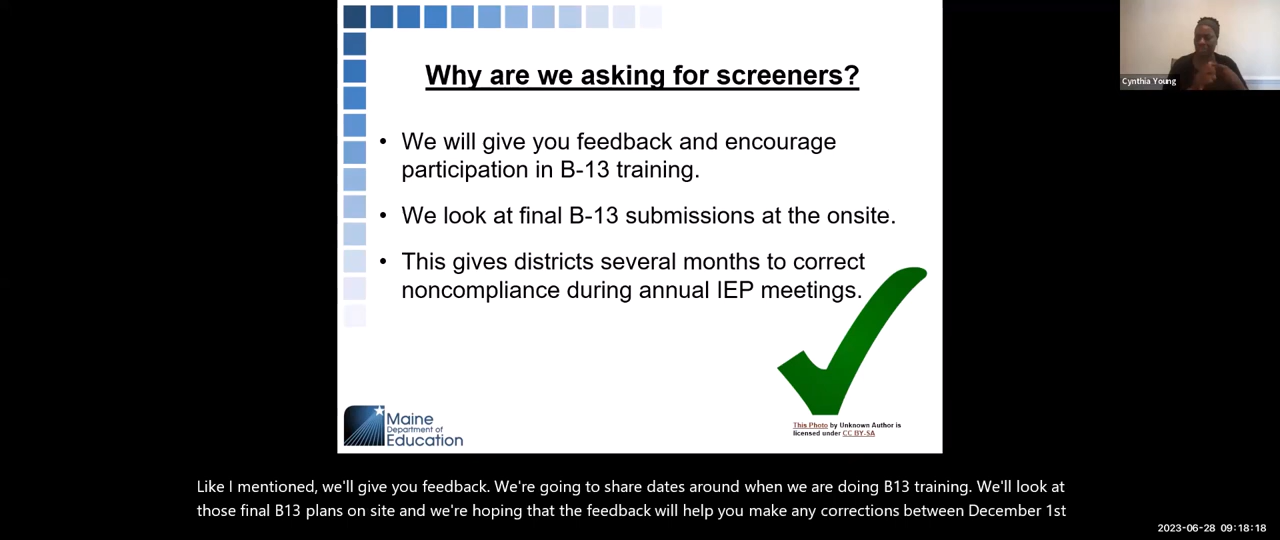 Why are we asking for screeners?
Cynthia Young
• We will give you feedback and encourage
participation in B-13 training.
• We look at final B-13 submissions at the onsite.
• This gives districts several months to correct
noncompliance during annual IEP meetings.
Maine
Department of
Education
This Photo by Unknown Author is
licensed under CC BY-SA
Like I mentioned, we'll give you feedback. We're going to share dates around when we are doing B13 training. We'll look at
those final B13 plans on site and we're hoping that the feedback will help you make any corrections between December 1st
2023-06-28 09:18:18